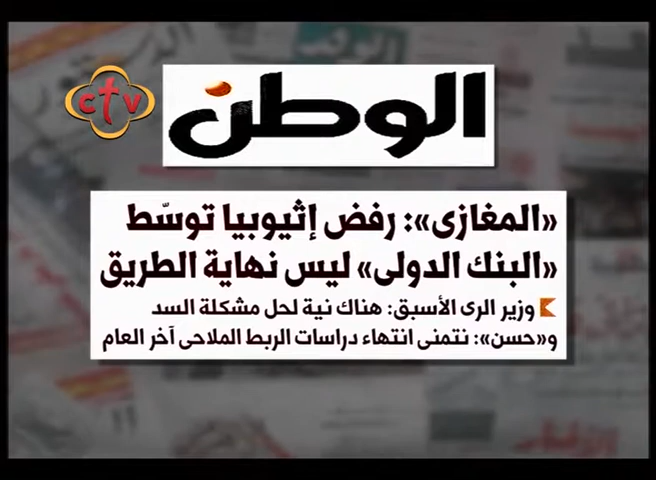 ctv
الوطن
«المغازى»: رفض إثيوبيا توسّط
«البنك الدولى» ليس نهاية الطريق
وزير الرى الأسبق: هناك نية لحل مشكلة السد
و«حسن»: نتمنى انتهاء دراسات الربط الملاحى آخر العام